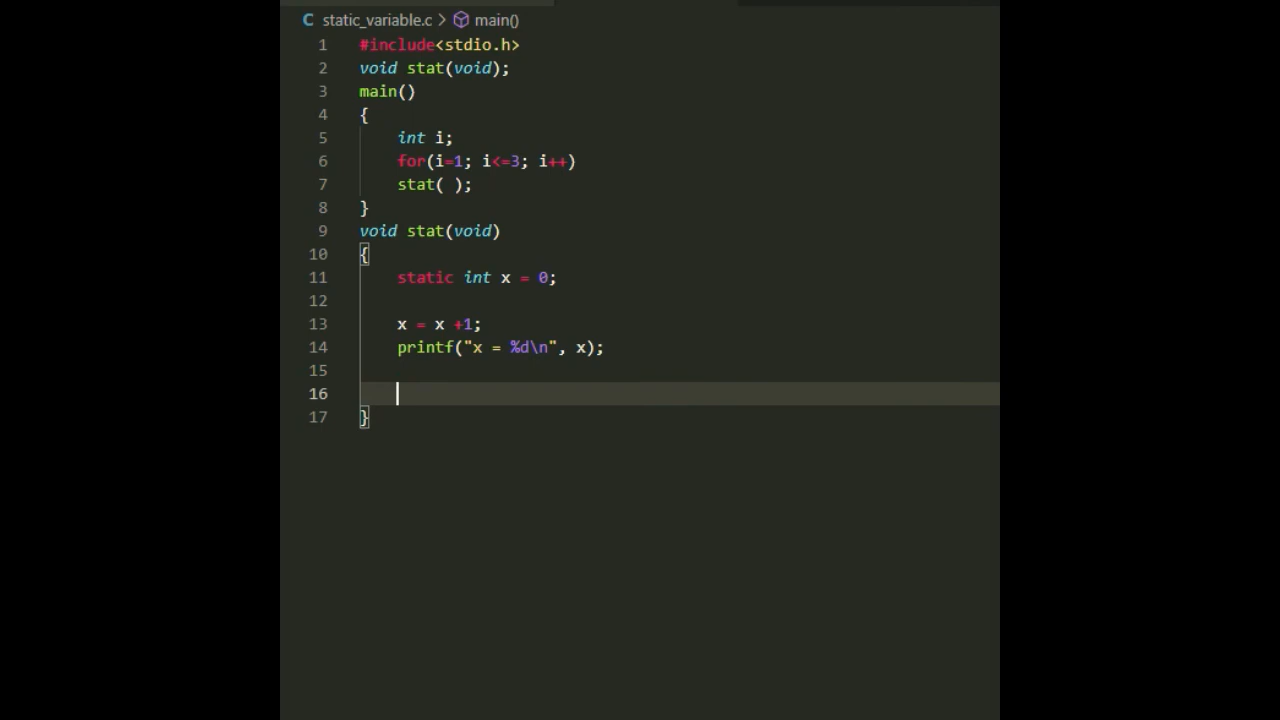 C static_variable.c > main()
1 #include<stdio.h>
2 void stat(void);
3 main()
4 {
5     int i;
6     for(i=1; i<=3; i++)
7     stat( );
8 }
9 void stat(void)
10 {
11     static int x = 0;
12
13     x = x +1;
14     printf("x = %d\n", x);
15
16
17 }